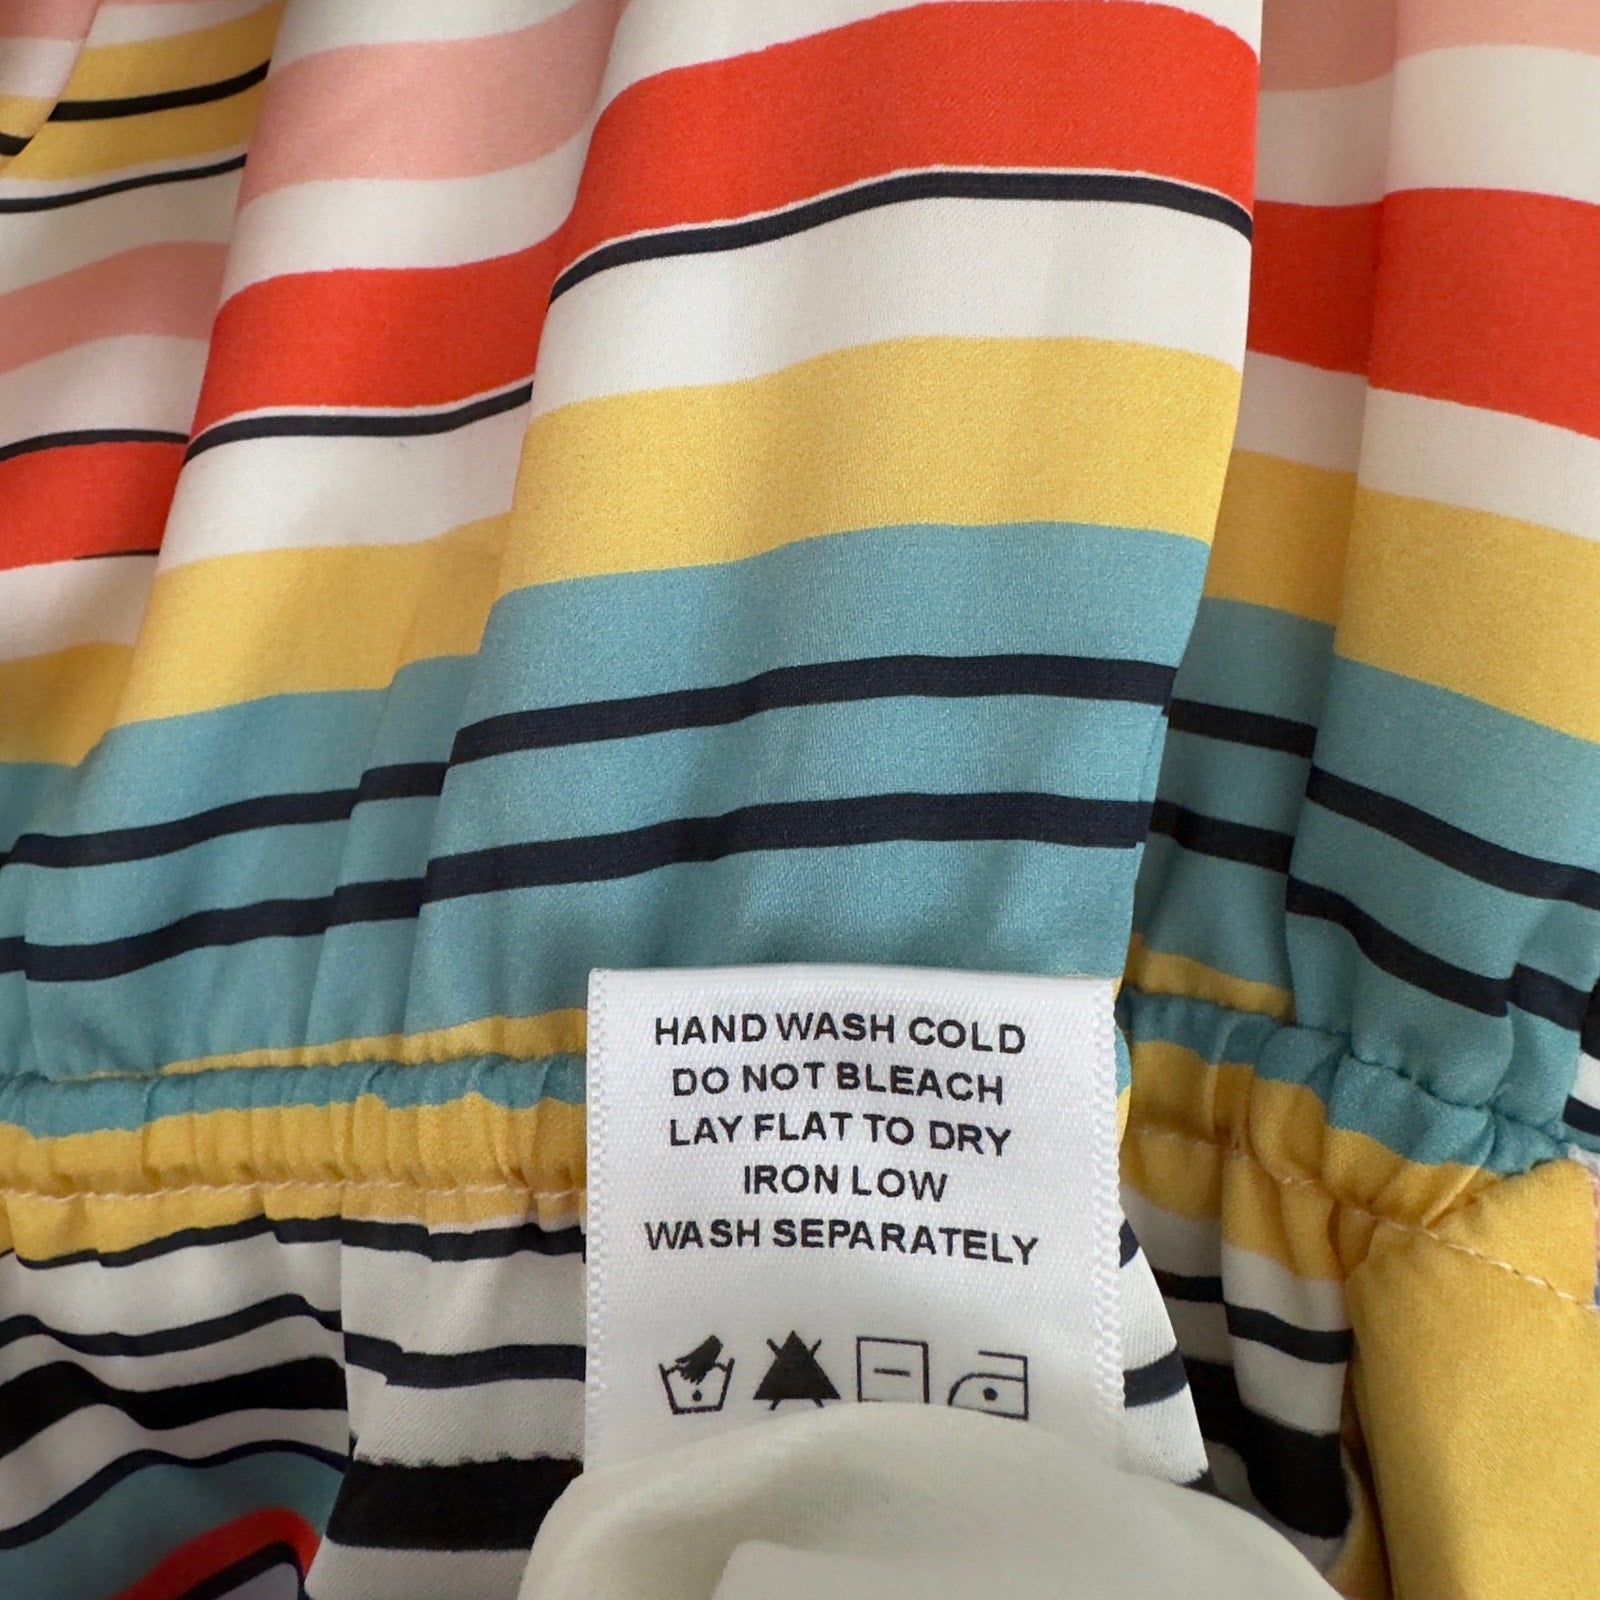 HAND WASH COLD
DO NOT BLEACH
LAY FLAT TO DRY
IRON LOW
WASH SEPARATELY